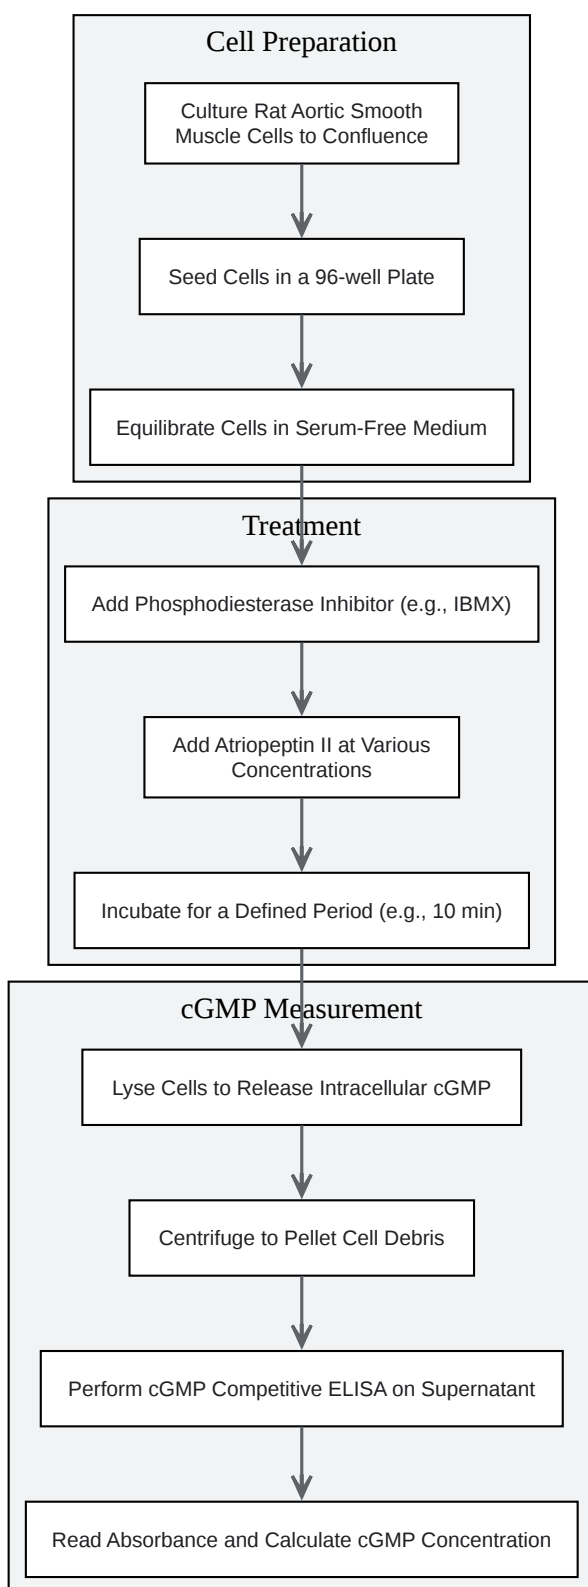 Cell Preparation
Culture Rat Aortic Smooth
Muscle Cells to Confluence
Seed Cells in a 96-well Plate
Equilibrate Cells in Serum-Free Medium
Treatment
Add Phosphodiesterase Inhibitor (e.g., IBMX)
Add Atriopeptin II at Various
Concentrations
Incubate for a Defined Period (e.g., 10 min)
cGMP Measurement
Lyse Cells to Release Intracellular cGMP
Centrifuge to Pellet Cell Debris
Perform cGMP Competitive ELISA on Supernatant
Read Absorbance and Calculate cGMP Concentration